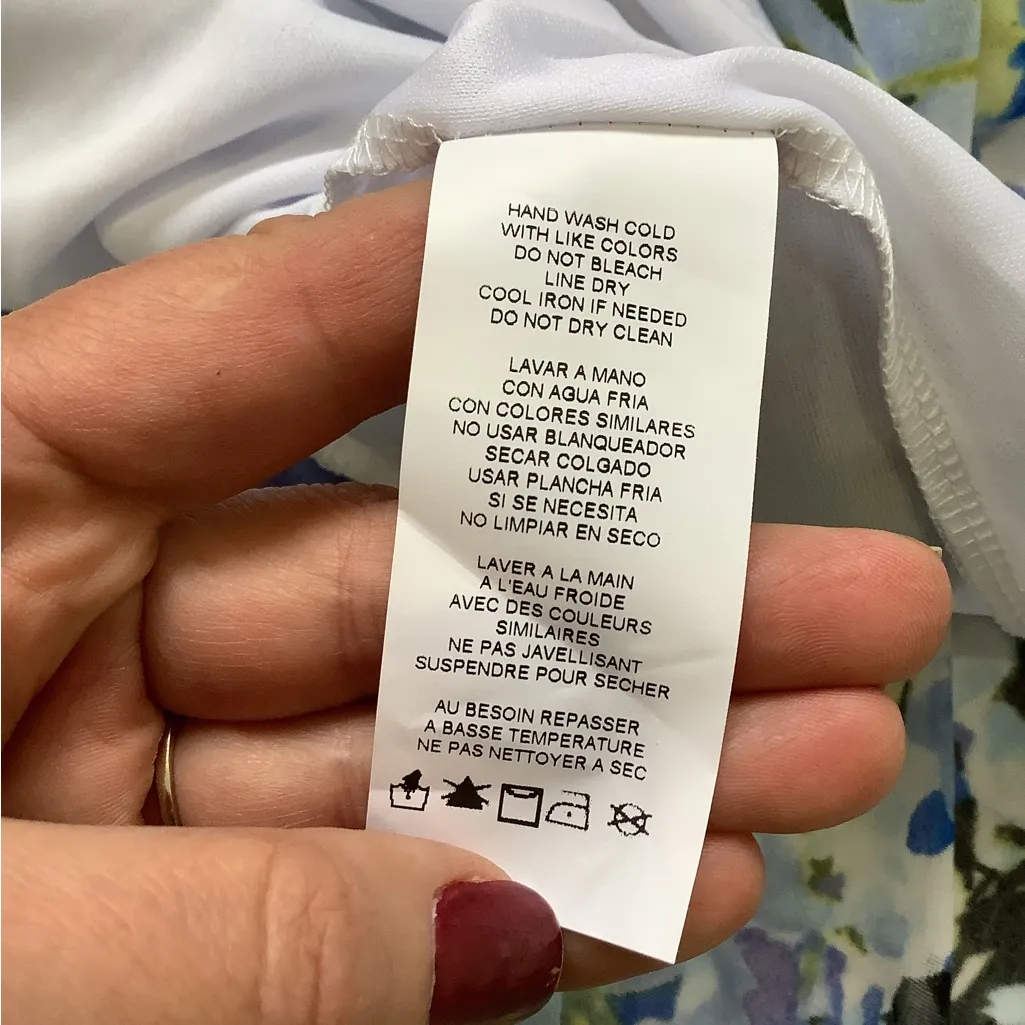 HAND WASH COLD
WITH LIKE COLORS
DO NOT BLEACH
LINE DRY
COOL IRON IF NEEDED
DO NOT DRY CLEAN
LAVAR A MANO
CON AGUA FRIA
CON COLORES SIMILARES
NO USAR BLANQUEADOR
SECAR COLGADO
USAR PLANCHA FRIA
SI SE NECESITA
NO LIMPIAR EN SECO
LAVER A LA MAIN
A L'EAU FROIDE
AVEC DES COULEURS
SIMILAIRES
NE PAS JAVELLISANT
SUSPENDRE POUR SECHER
AU BESOIN REPASSER
A BASSE TEMPERATURE
NE PAS NETTOYER A SEC